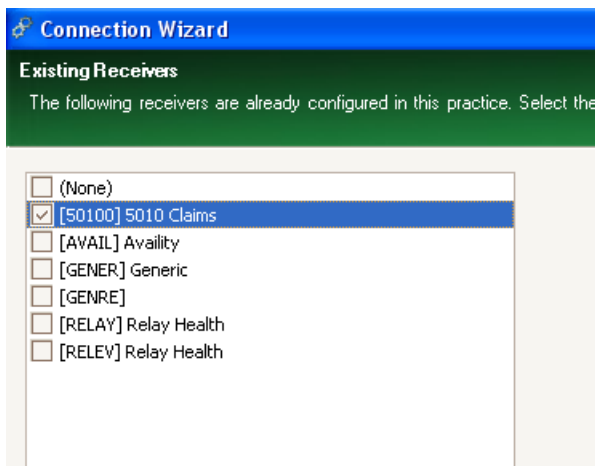 Connection Wizard
Existing Receivers
The following receivers are already configured in this practice. Select the
(None)
[50100] 5010 Claims
[AVAIL] Availity
[GENER] Generic
[GENRE]
[RELAY] Relay Health
[RELEV] Relay Health